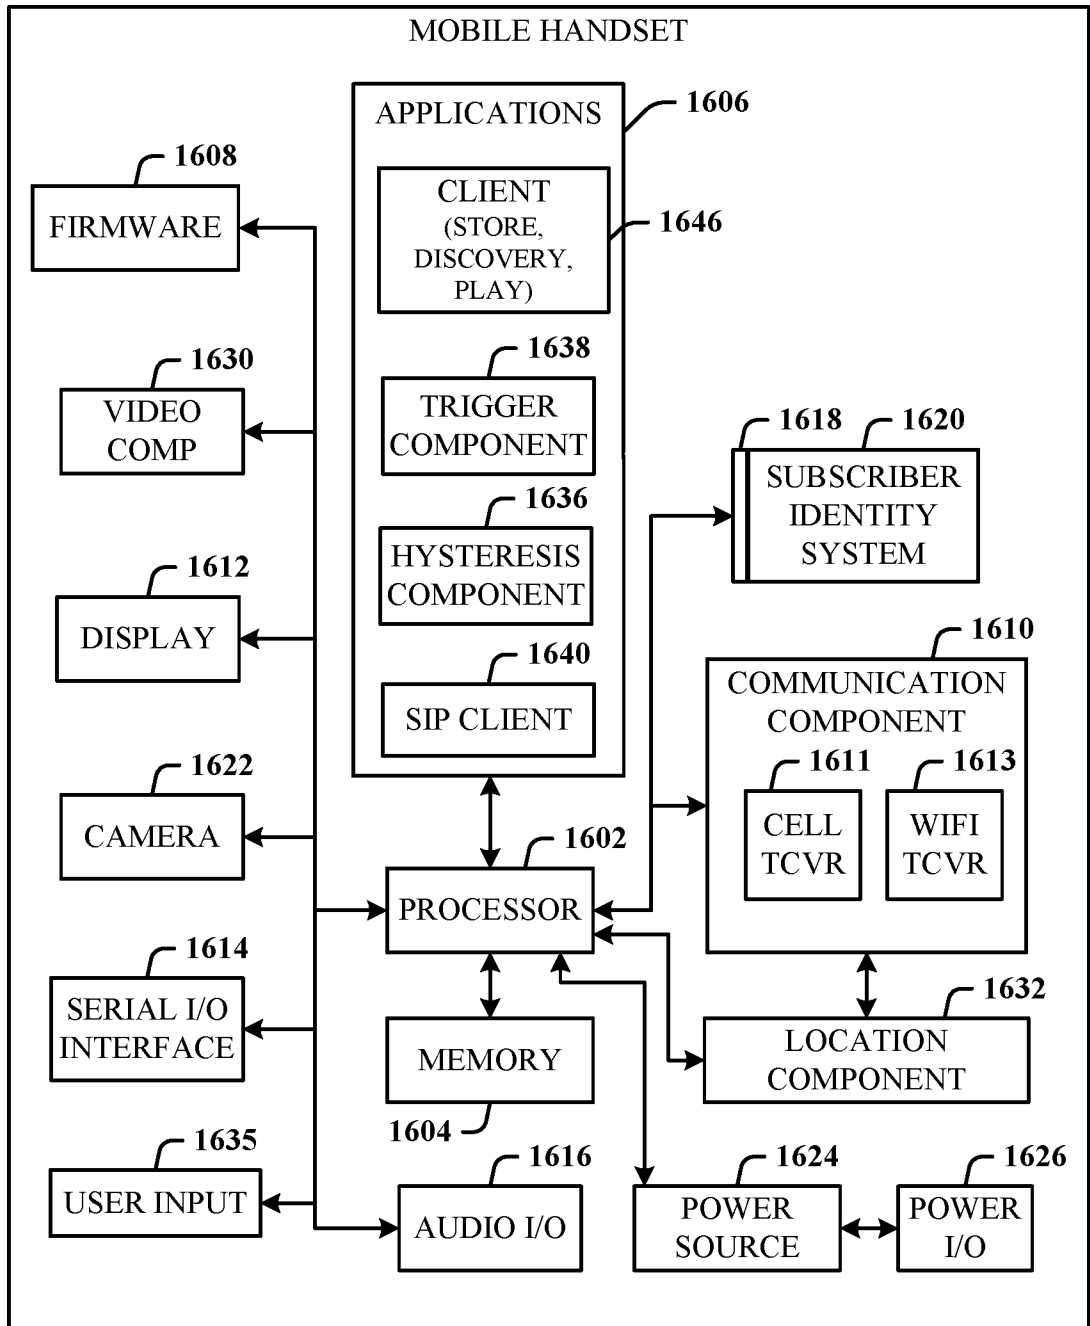 MOBILE HANDSET
APPLICATIONS
1606
CLIENT
(STORE,
DISCOVERY,
PLAY)
1646
1638
TRIGGER
COMPONENT
1636
HYSTERESIS
COMPONENT
1640
SIP CLIENT
1608
FIRMWARE
1630
VIDEO
COMP
1612
DISPLAY
1622
CAMERA
1614
SERIAL I/O
INTERFACE
1635
USER INPUT
1602
PROCESSOR
MEMORY
1604
1616
AUDIO I/O
1618
1620
SUBSCRIBER
IDENTITY
SYSTEM
1610
COMMUNICATION
COMPONENT
1611
CELL
TCVR
1613
WIFI
TCVR
1632
LOCATION
COMPONENT
1624
POWER
SOURCE
1626
POWER
I/O